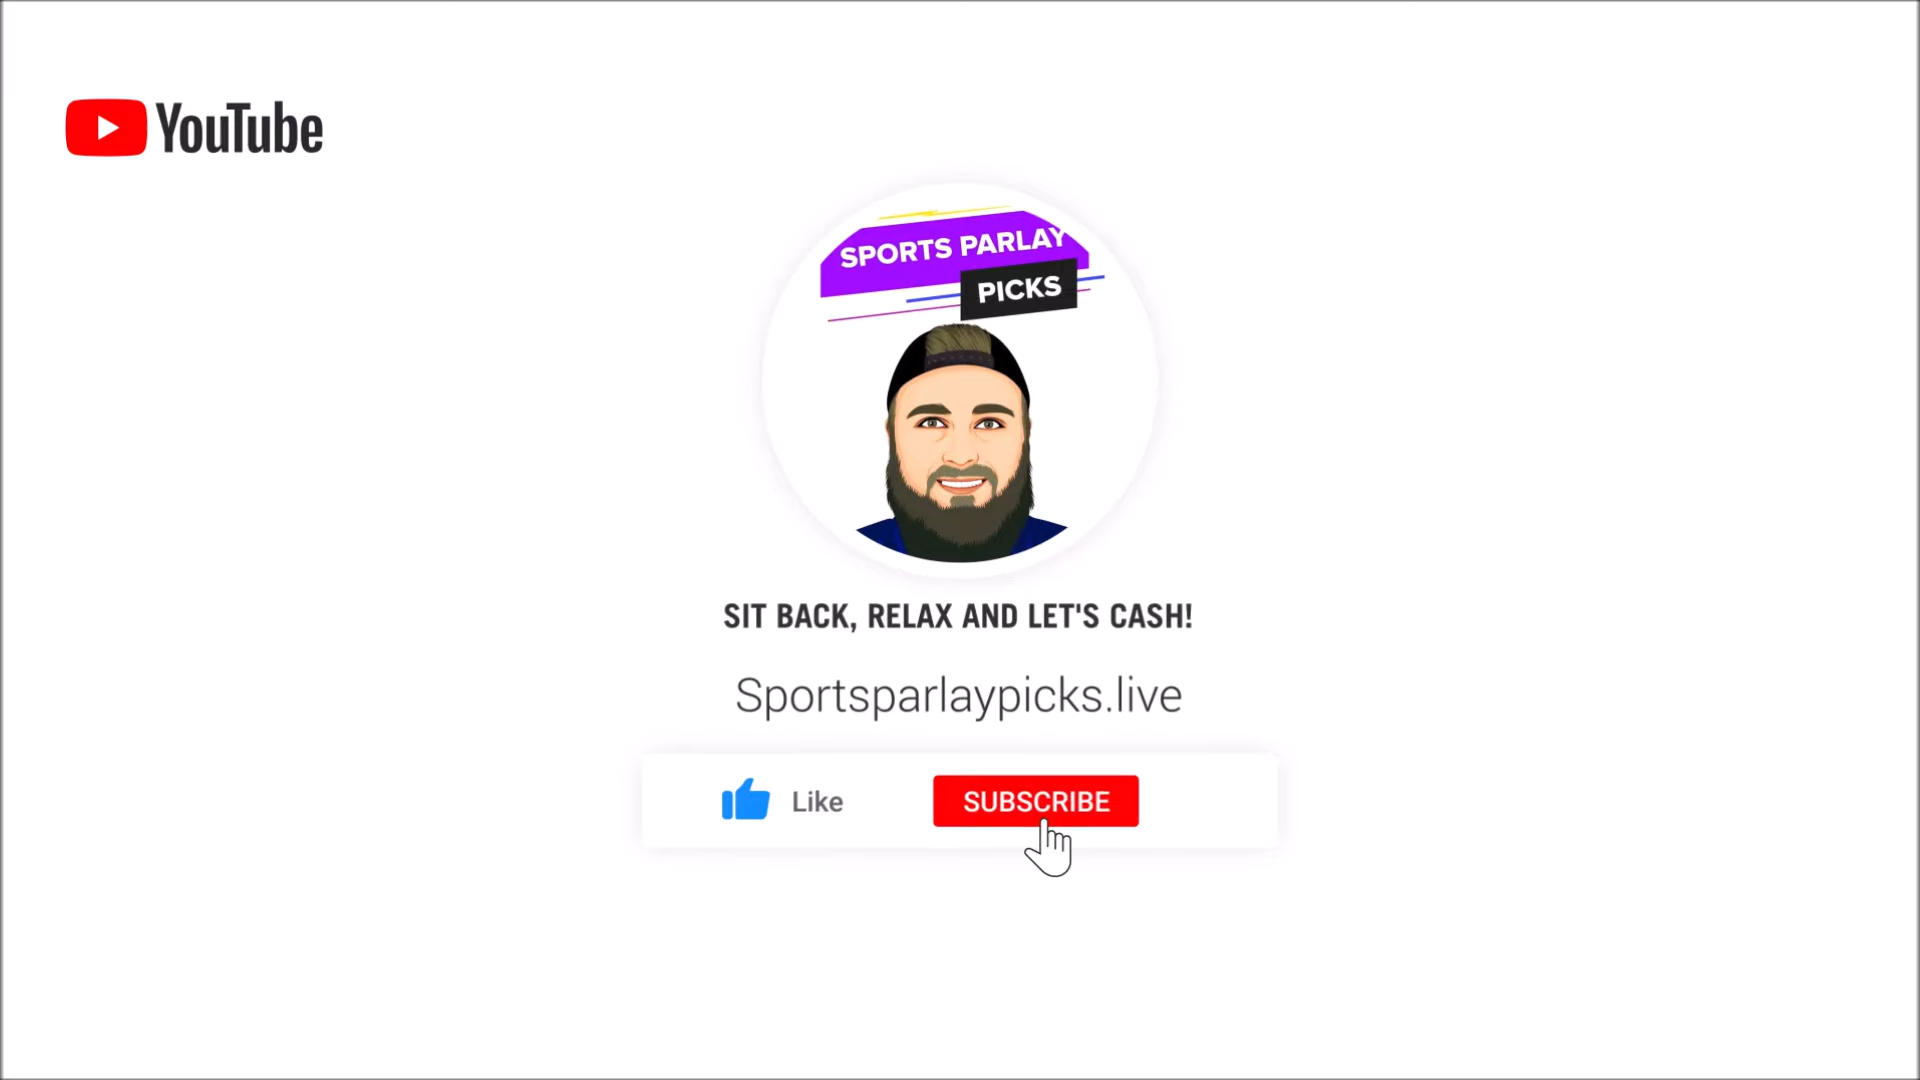 YouTube
SPORTS PARLAY
PICKS
SIT BACK, RELAX AND LET'S CASH!
Sportsparlaypicks.live
Like
SUBSCRIBE